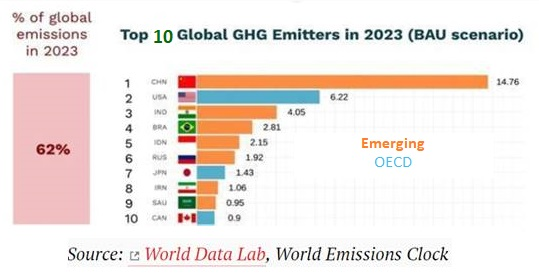 % of global
emissions
in 2023
62%
Top 10 Global GHG Emitters in 2023 (BAU scenario)
1 CHN 14.76
2 USA 6.22
3 IND 4.05
4 BRA 2.81
5 IDN 2.15
6 RUS 1.92
7 JPN 1.43
8 IRN 1.06
9 SAU 0.95
10 CAN 0.9
Emerging
OECD
Source: World Data Lab, World Emissions Clock